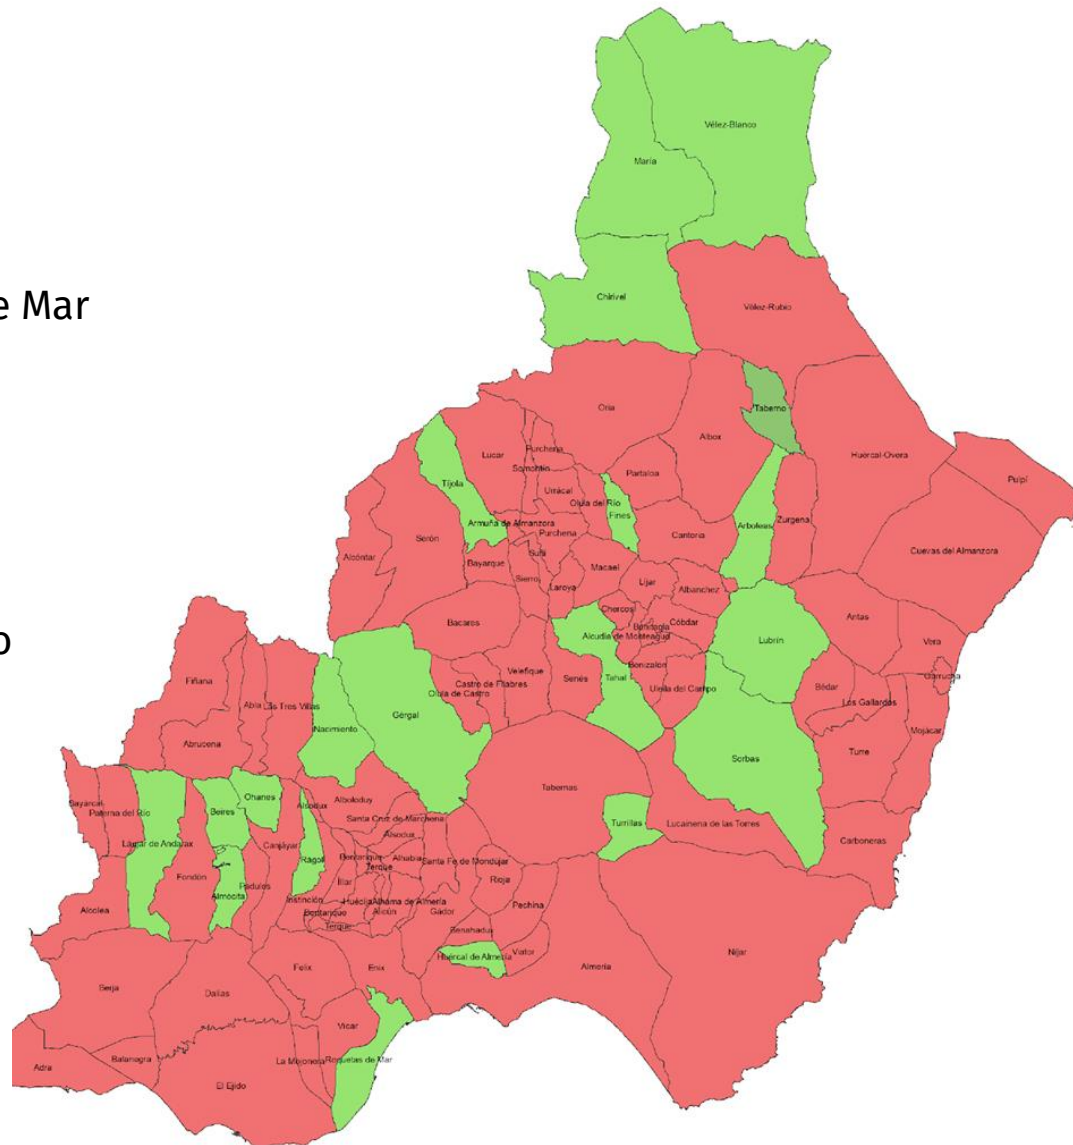 Vélez-Blanco
María
e Mar
Chirivel
Vélez-Rubio
Taberno
Oria
Albox
Huércal-Overa
Pulpí
Lucar
Purchena
Somontín
Partaloa
Tíjola
Urrácal
Olula del Río
Fines
Arboleas
Zurgena
Armuña de Almanzora
Purchena
Cantoria
Serón
Cuevas del Almanzora
Alcóntar
Suflí
Bayarque
Sierro
Laroya
Macael
Líjar
Albanchez
Chercos
Bacares
Cóbdar
Antas
o
Alcudia de Monteagud
Benitagla
Lubrín
Vera
Velefique
Benizalón
Fiñana
Castro de Filabres
Senés
Tahal
Olula de Castro
Uleila del Campo
Bédar
Garrucha
Abla
Las Tres Villas
Los Gallardos
Gérgal
Nacimiento
Mojácar
Abrucena
Turre
Sorbas
Tabernas
Ohanes
Bayárcal
Paterna del Río
Beires
Alsodux
Alboloduy
Santa Cruz de Marchena
Turrillas
Lucainena de las Torres
Alsodux
Carboneras
Láujar de Andarax
Canjáyar
Rágol
Bentarique
Terque
Alhabia
Santa Fe de Mondújar
Fondón
Padules
Íllar
Rioja
Almócita
Instinción
Huécija
Alhama de Almería
Alcolea
Bentarique
Alicún
Gádor
Pechina
Terque
Benahadux
Huércal de Almería
Viator
Níjar
Berja
Dalías
Felix
Enix
Almería
Vícar
Adra
Balanegra
La Mojonera
Roquetas de Mar
El Ejido